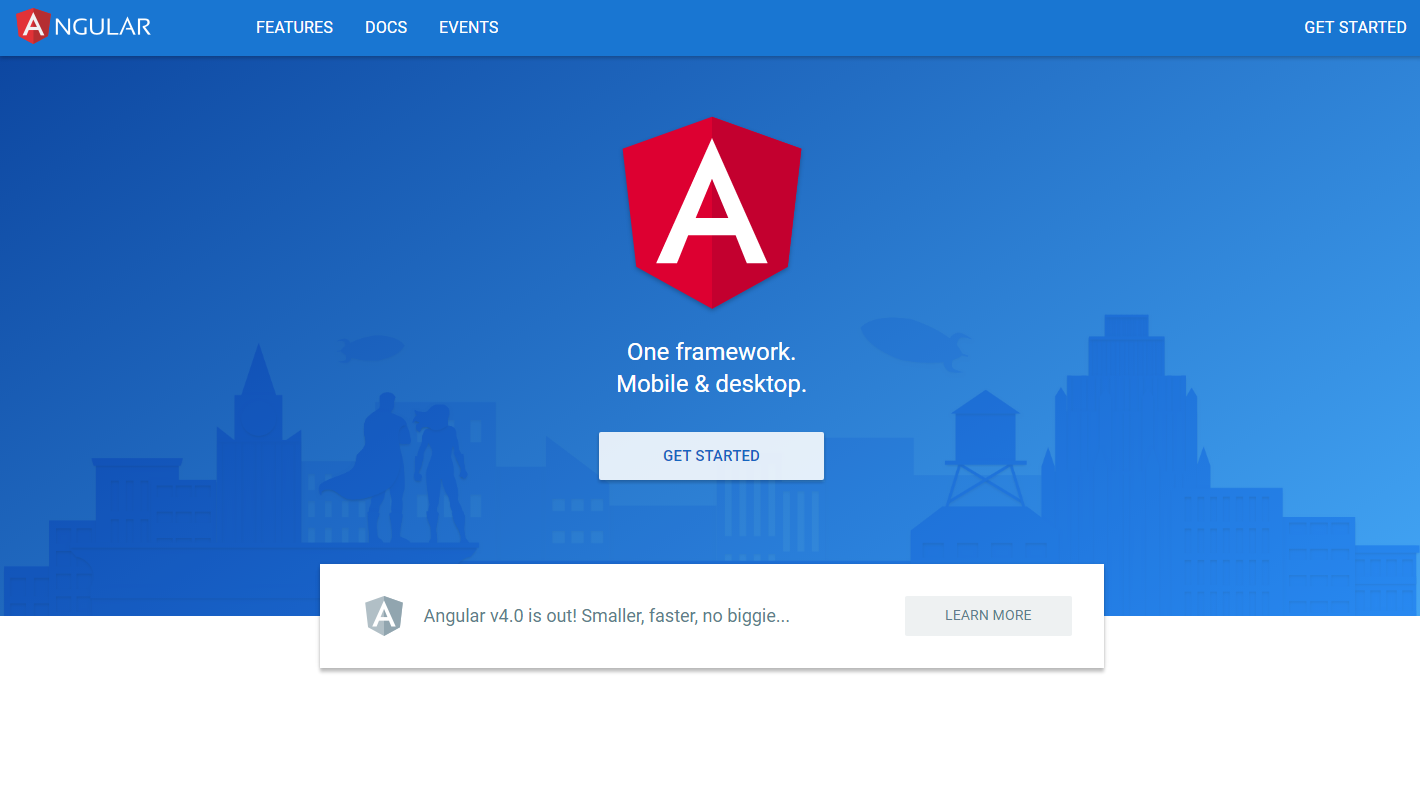 ANGULAR
FEATURES
DOCS
EVENTS
GET STARTED
A
One framework.
Mobile & desktop.
GET STARTED
A
Angular v4.0 is out! Smaller, faster, no biggie...
LEARN MORE